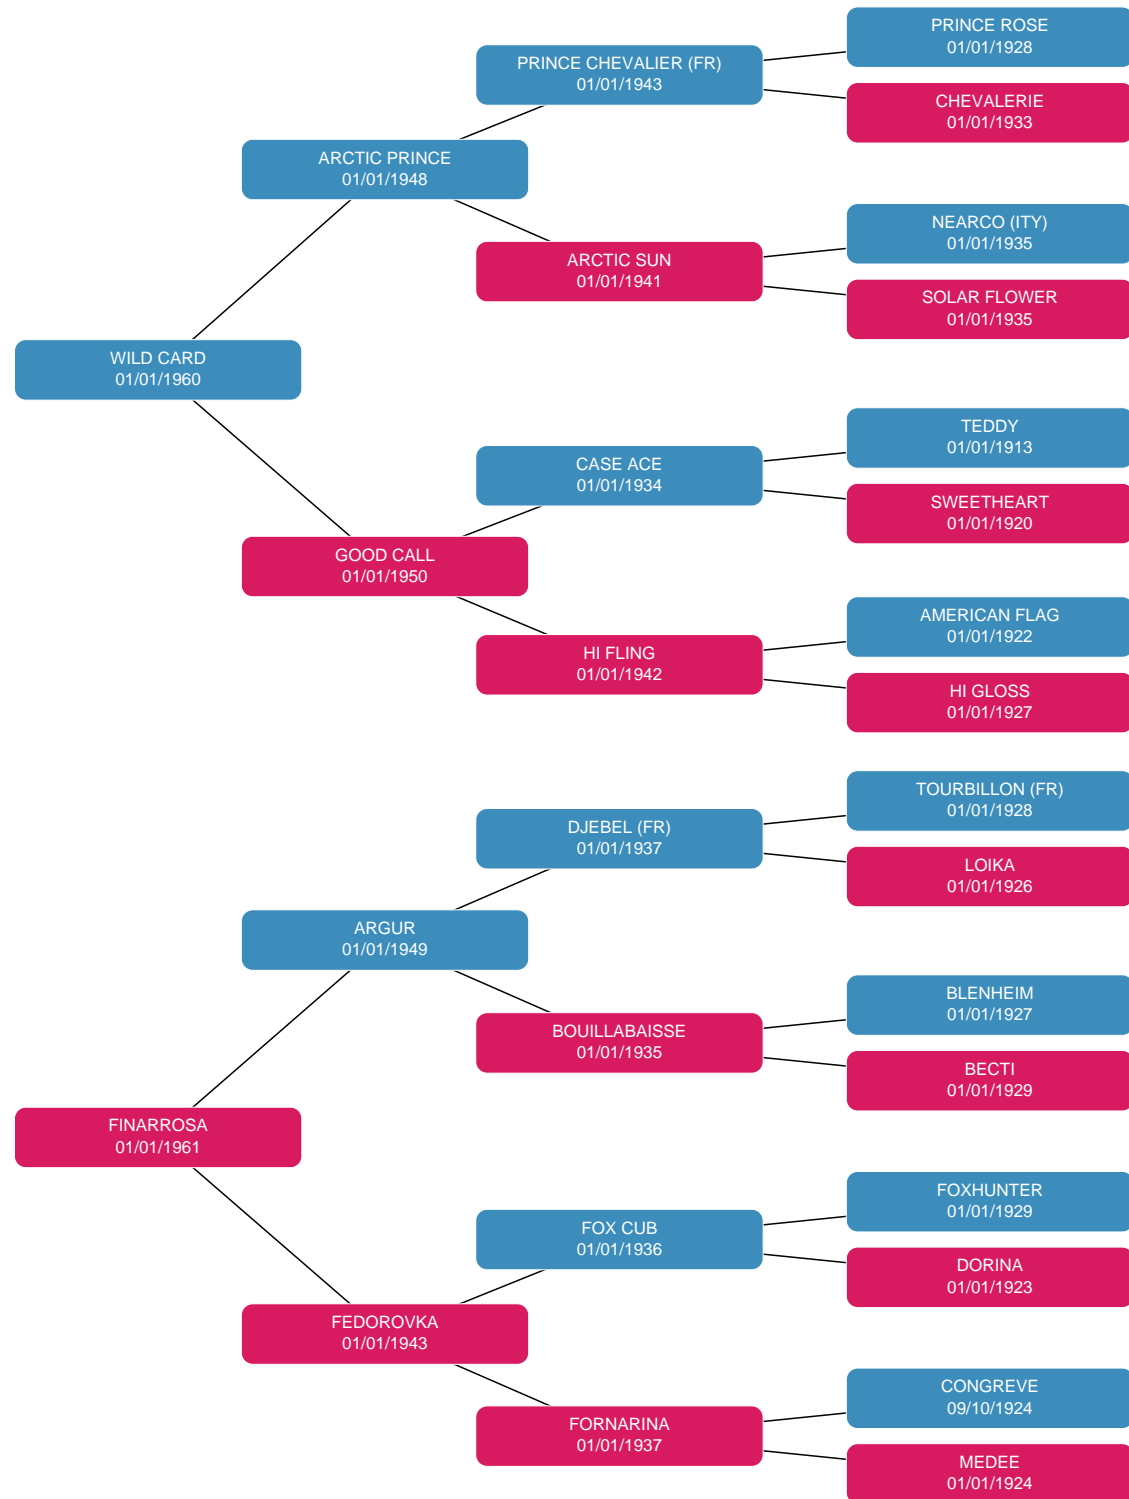 PRINCE ROSE
01/01/1928
PRINCE CHEVALIER (FR)
01/01/1943
CHEVALERIE
01/01/1933
ARCTIC PRINCE
01/01/1948
NEARCO (ITY)
01/01/1935
ARCTIC SUN
01/01/1941
SOLAR FLOWER
01/01/1935
WILD CARD
01/01/1960
TEDDY
01/01/1913
CASE ACE
01/01/1934
SWEETHEART
01/01/1920
GOOD CALL
01/01/1950
AMERICAN FLAG
01/01/1922
HI FLING
01/01/1942
HI GLOSS
01/01/1927
TOURBILLON (FR)
01/01/1928
DJEBEL (FR)
01/01/1937
LOIKA
01/01/1926
ARGUR
01/01/1949
BLENHEIM
01/01/1927
BOUILLABAISSE
01/01/1935
BECTI
01/01/1929
FINARROSA
01/01/1961
FOXHUNTER
01/01/1929
FOX CUB
01/01/1936
DORINA
01/01/1923
FEDOROVKA
01/01/1943
CONGREVE
09/10/1924
FORNARINA
01/01/1937
MEDEE
01/01/1924